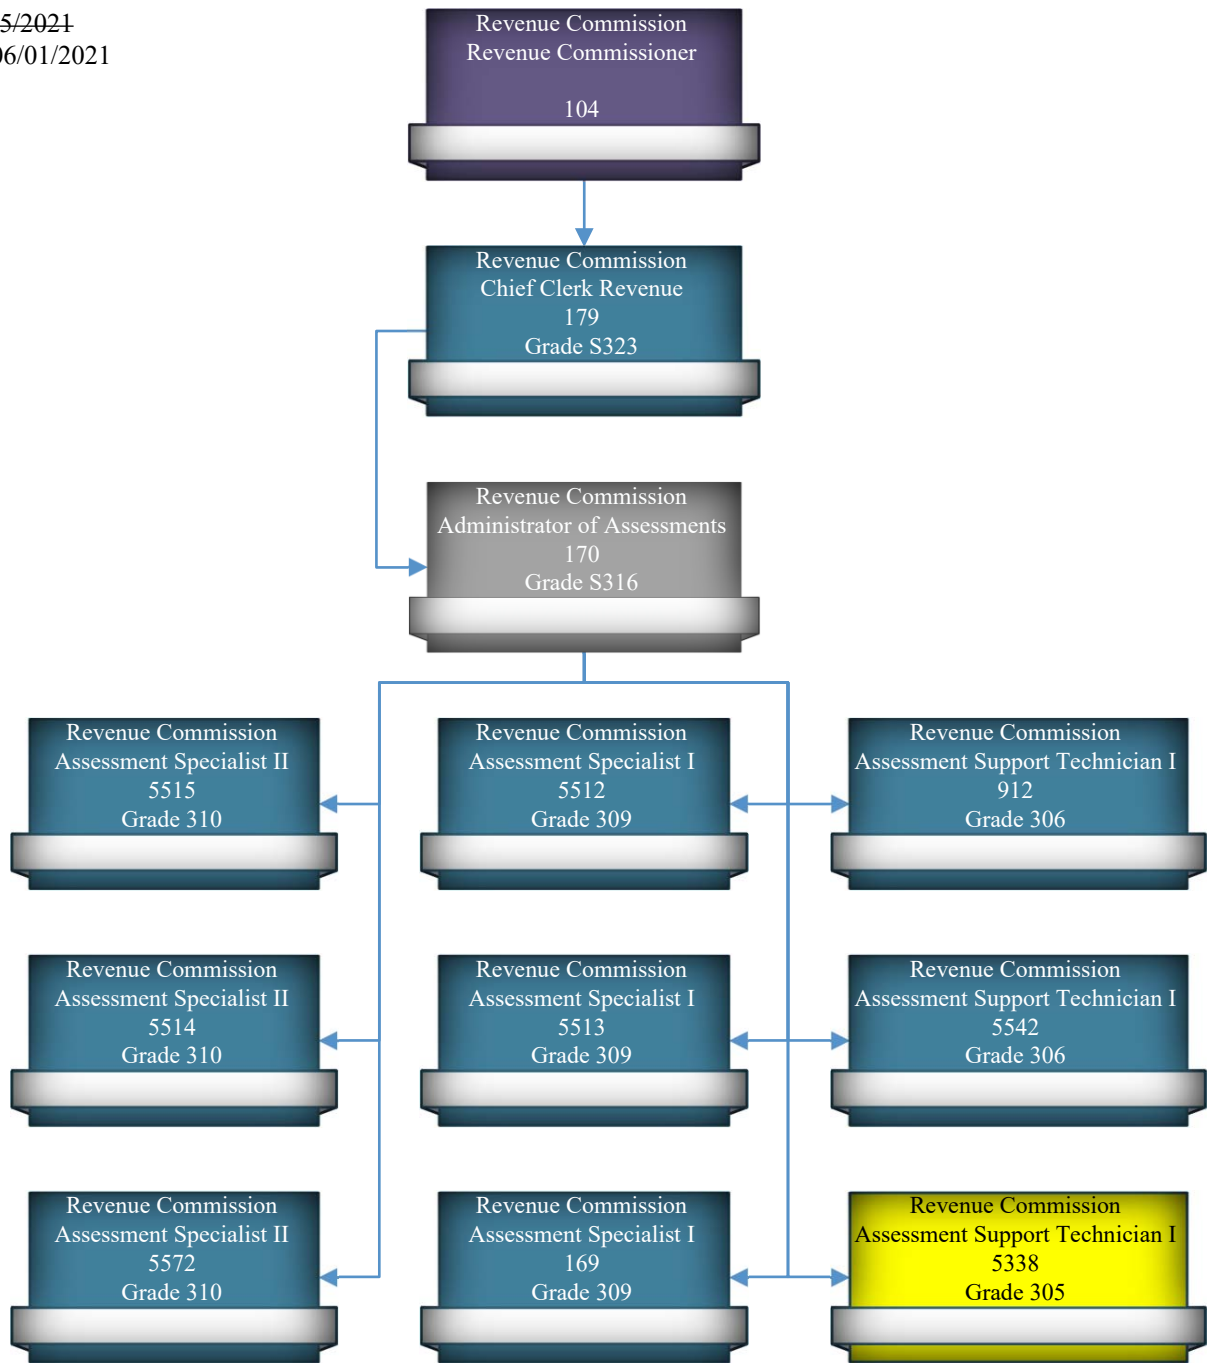 5/2021
06/01/2021
Revenue Commission
Revenue Commissioner
104
Revenue Commission
Chief Clerk Revenue
179
Grade S323
Revenue Commission
Administrator of Assessments
170
Grade S316
Revenue Commission
Assessment Specialist II
5515
Grade 310
Revenue Commission
Assessment Specialist I
5512
Grade 309
Revenue Commission
Assessment Support Technician I
912
Grade 306
Revenue Commission
Assessment Specialist II
5514
Grade 310
Revenue Commission
Assessment Specialist I
5513
Grade 309
Revenue Commission
Assessment Support Technician I
5542
Grade 306
Revenue Commission
Assessment Specialist II
5572
Grade 310
Revenue Commission
Assessment Specialist I
169
Grade 309
Revenue Commission
Assessment Support Technician I
5338
Grade 305